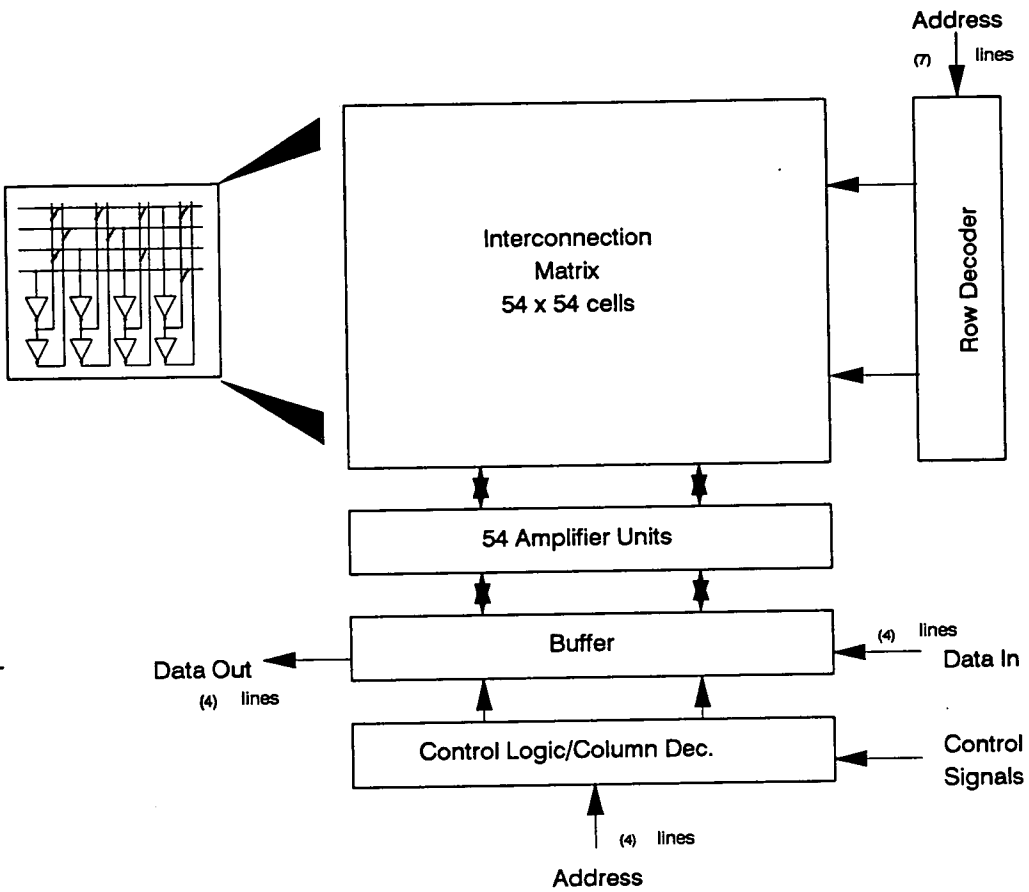 Address
(7) lines
Interconnection
Matrix
54 x 54 cells
Row Decoder
54 Amplifier Units
Buffer
(4) lines
Data In
Data Out
(4) lines
Control Logic/Column Dec.
Control
Signals
(4) lines
Address